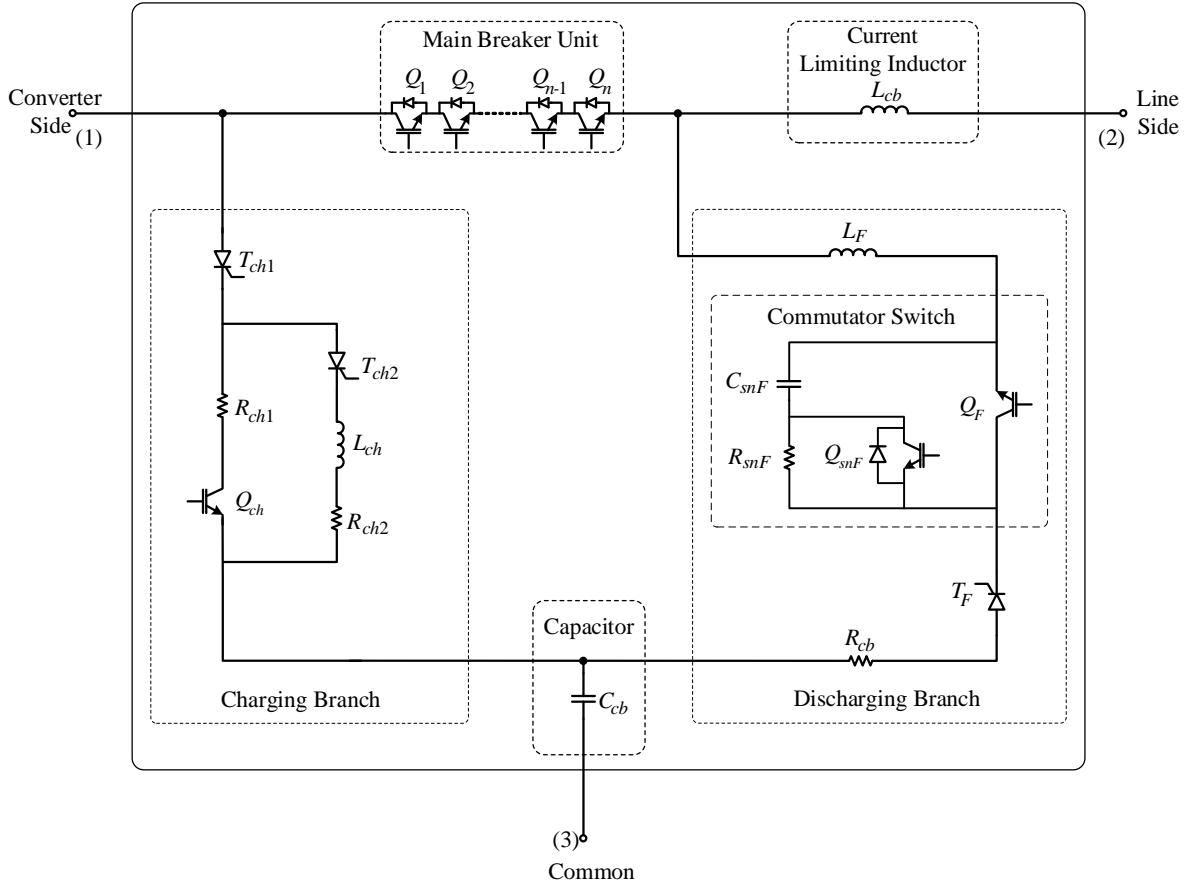 Main Breaker Unit
Q1 Q2 Qn-1 Qn
Current
Limiting Inductor
Lcb
Converter
Side
(1)
Line
Side
(2)
Tch1
Tch2
Rch1
Lch
Qch
Rch2
Charging Branch
LF
Commutator Switch
CsnF
QF
RsnF
QsnF
TF
Rcb
Discharging Branch
Capacitor
Ccb
(3)
Common